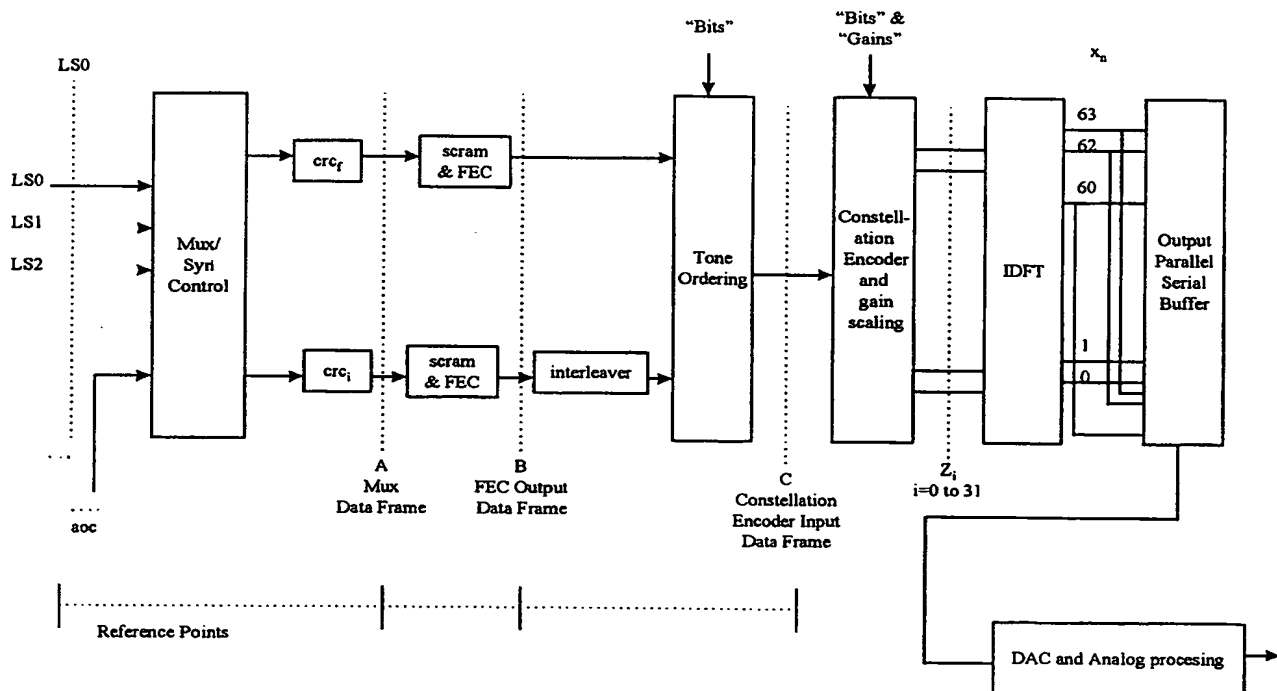 LS0
"Bits"
"Bits" &
"Gains"
xn
LS0
LS1
LS2
Mux/
Syn
Control
crcf
scram
& FEC
crci
scram
& FEC
interleaver
Tone
Ordering
Constell-
ation
Encoder
and
gain
scaling
IDFT
63
62
60
1
0
Output
Parallel
Serial
Buffer
....
aoc
A
Mux
Data Frame
B
FEC Output
Data Frame
C
Constellation
Encoder Input
Data Frame
Zi
i=0 to 31
Reference Points
DAC and Analog procesing